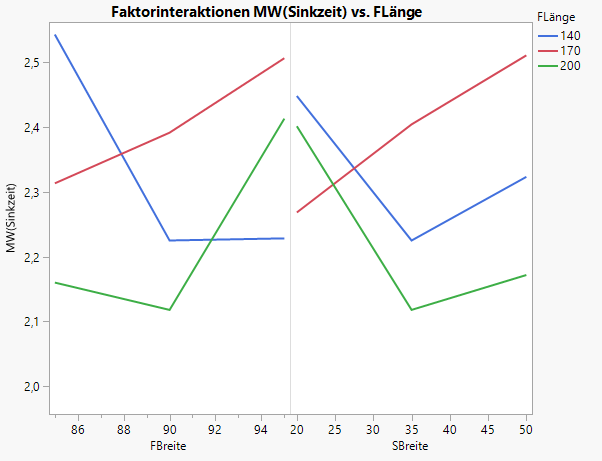 Faktorinteraktionen MW(Sinkzeit) vs. FLänge
FLänge
140
170
200
MW(Sinkzeit)
2,5
2,4
2,3
2,2
2,1
2,0
86 88 90 92 94 20 25 30 35 40 45 50
FBreite SBreite